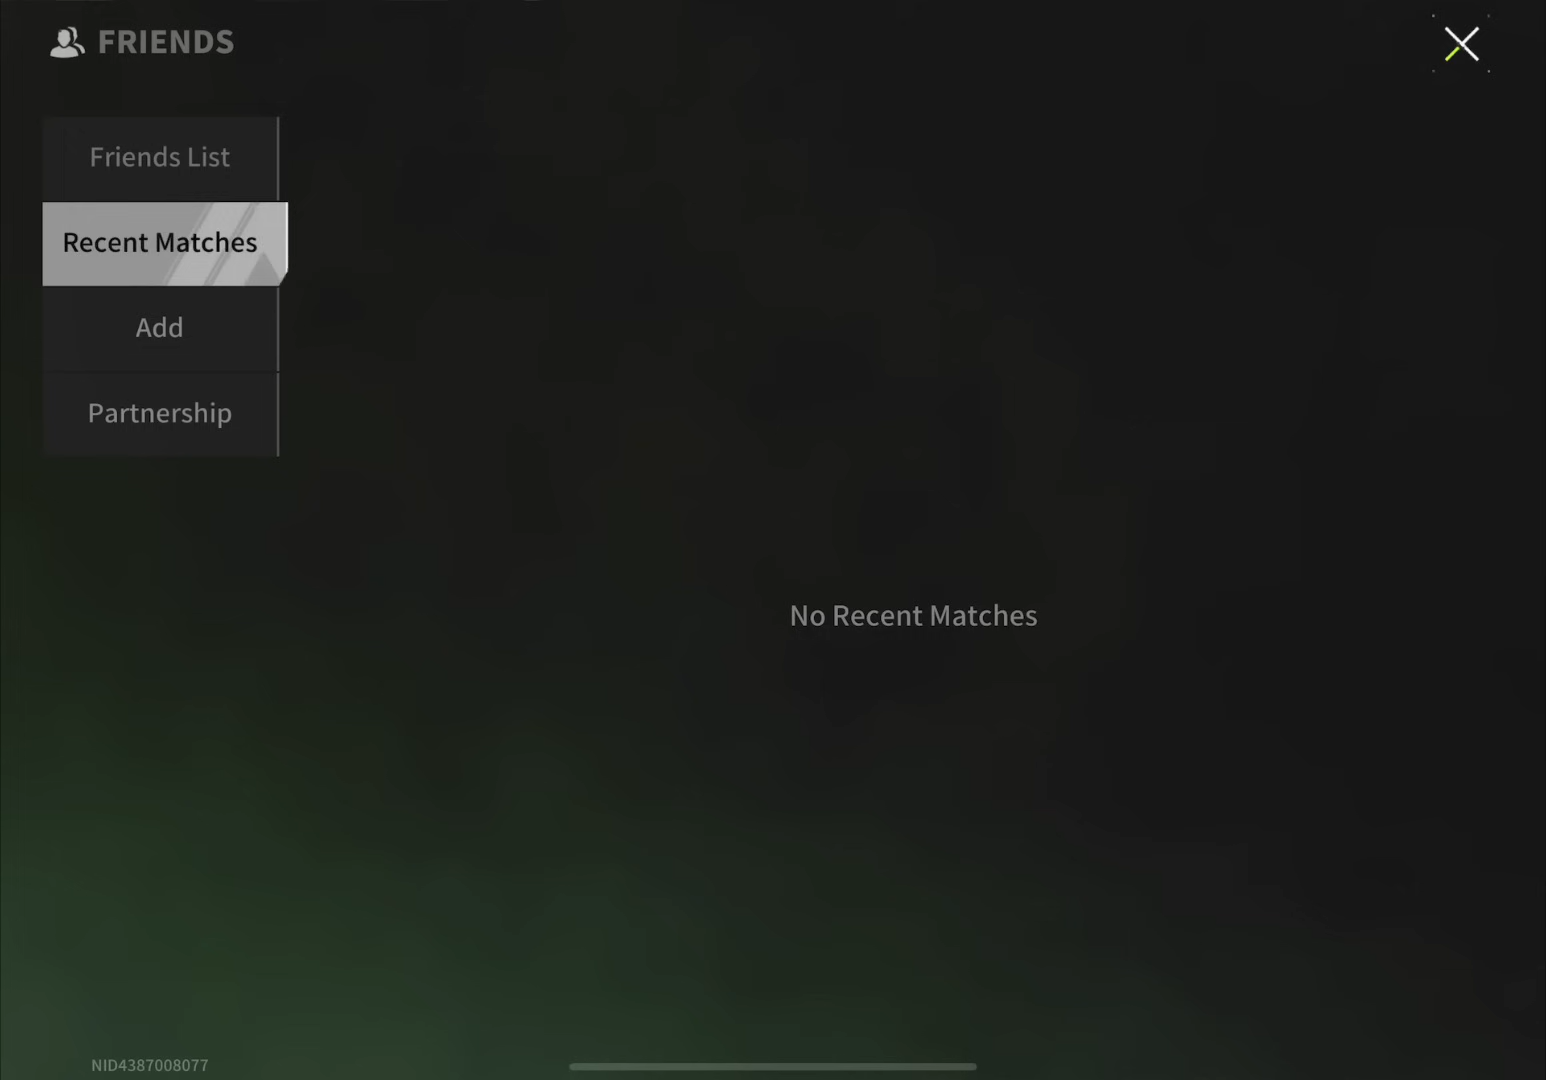 FRIENDS
Friends List
Recent Matches
Add
Partnership
No Recent Matches
NID4387008077